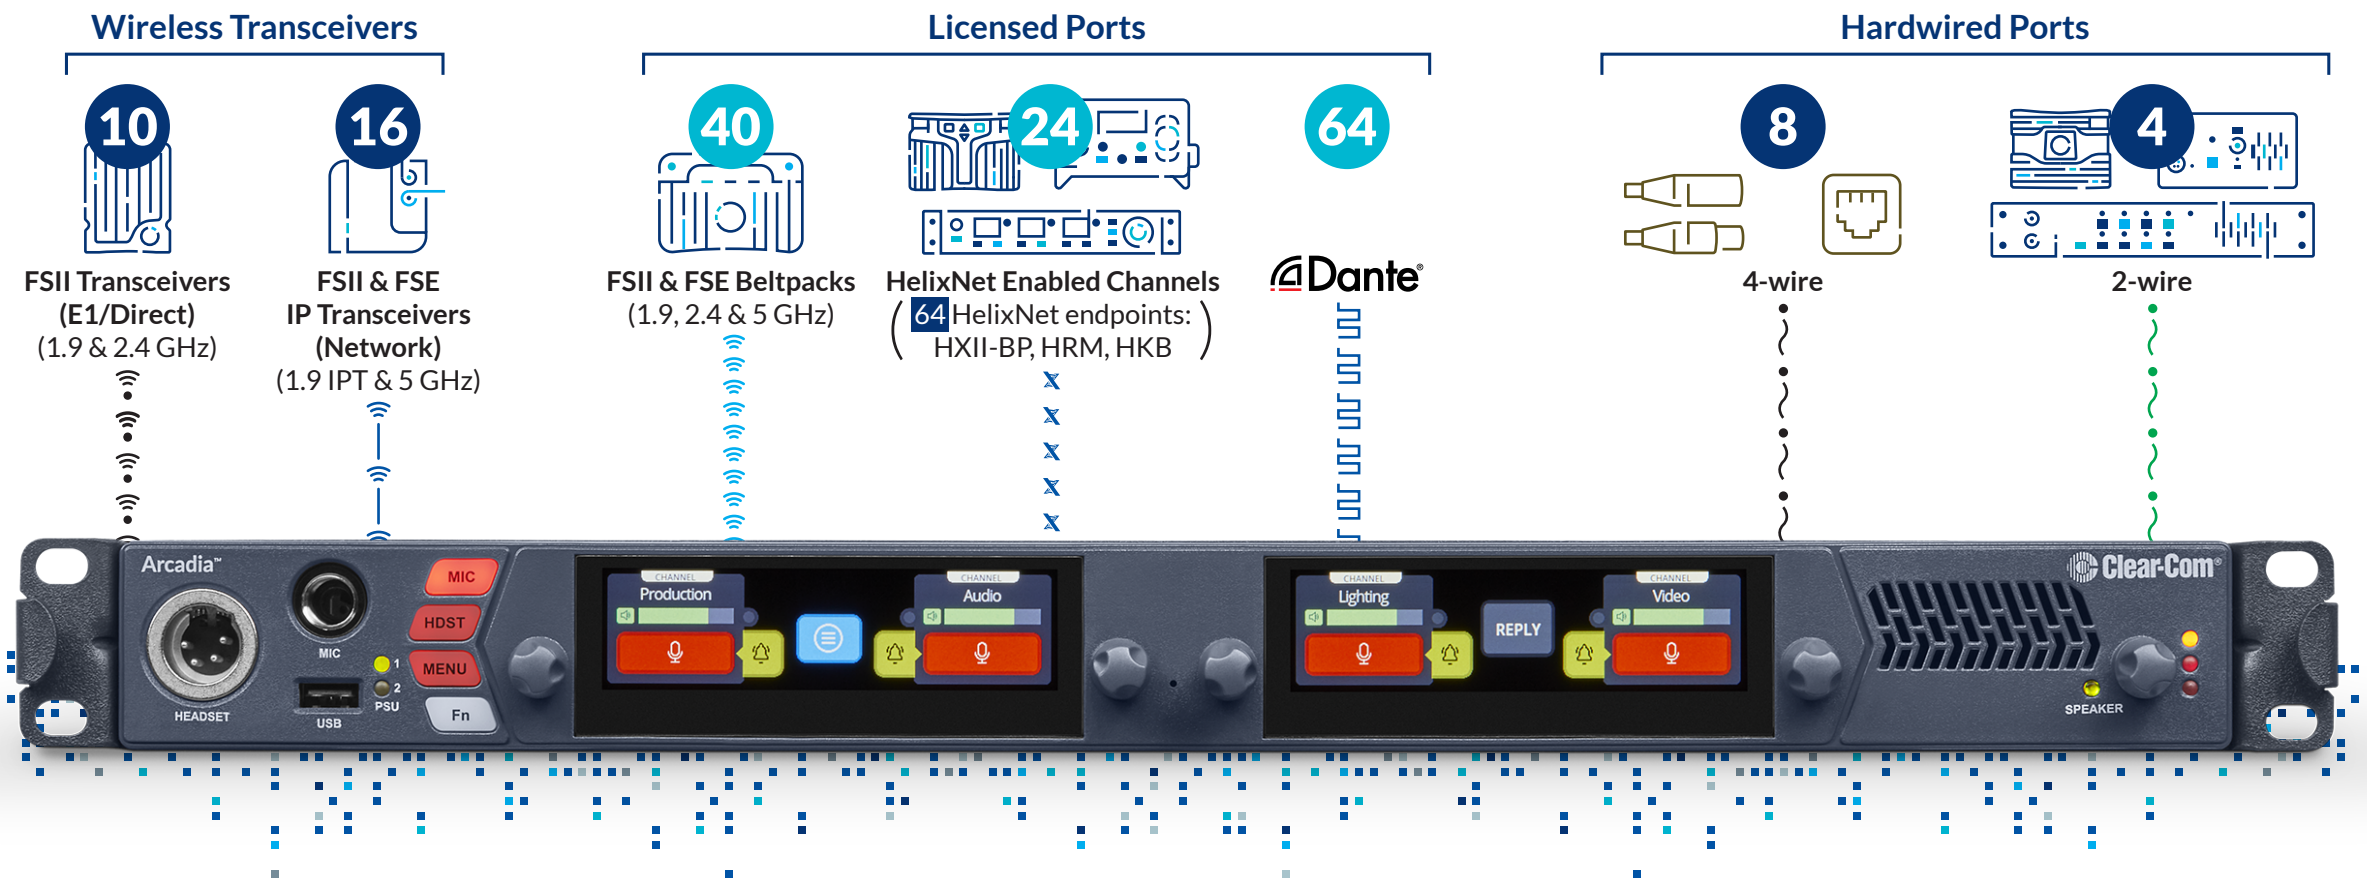 Wireless Transceivers
Licensed Ports
Hardwired Ports
10
16
40
24
64
8
4
FSII Transceivers
(E1/Direct)
(1.9 & 2.4 GHz)
FSII & FSE
IP Transceivers
(Network)
(1.9 IPT & 5 GHz)
FSII & FSE Beltpacks
(1.9, 2.4 & 5 GHz)
HelixNet Enabled Channels
(64 HelixNet endpoints:
HXII-BP, HRM, HKB)
Dante®
4-wire
2-wire
Arcadia™
HEADSET
MIC
USB
1
2
PSU
MIC
HDST
MENU
Fn
CHANNEL
Production
CHANNEL
Audio
CHANNEL
Lighting
REPLY
CHANNEL
Video
Clear-Com®
SPEAKER